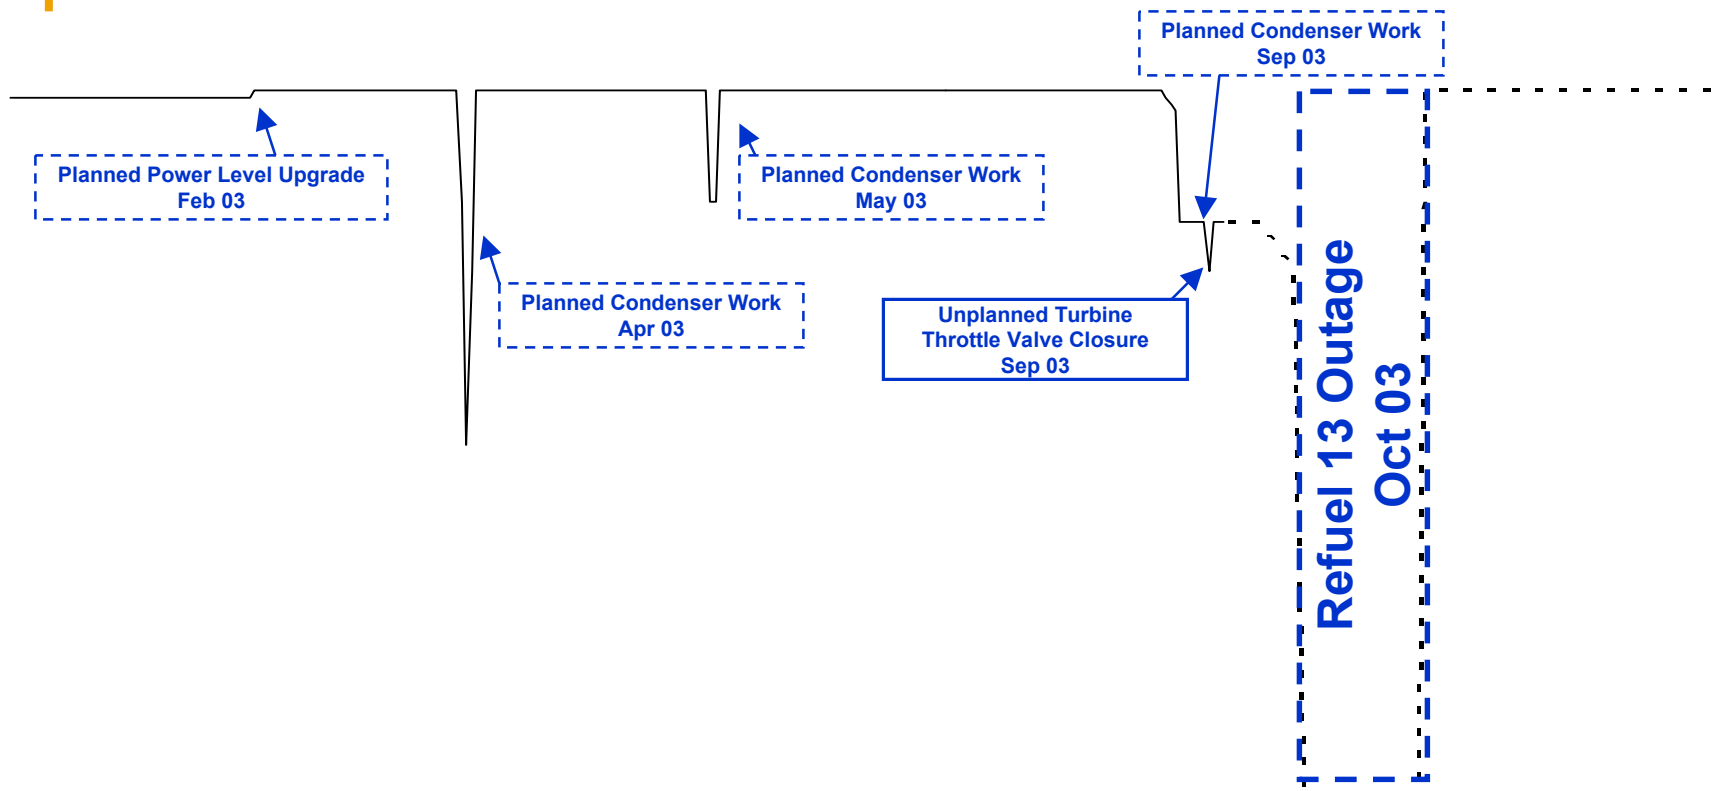 Planned Condenser Work
Sep 03
Planned Power Level Upgrade
Feb 03
Planned Condenser Work
May 03
Planned Condenser Work
Apr 03
Unplanned Turbine
Throttle Valve Closure
Sep 03
Refuel 13 Outage
Oct 03